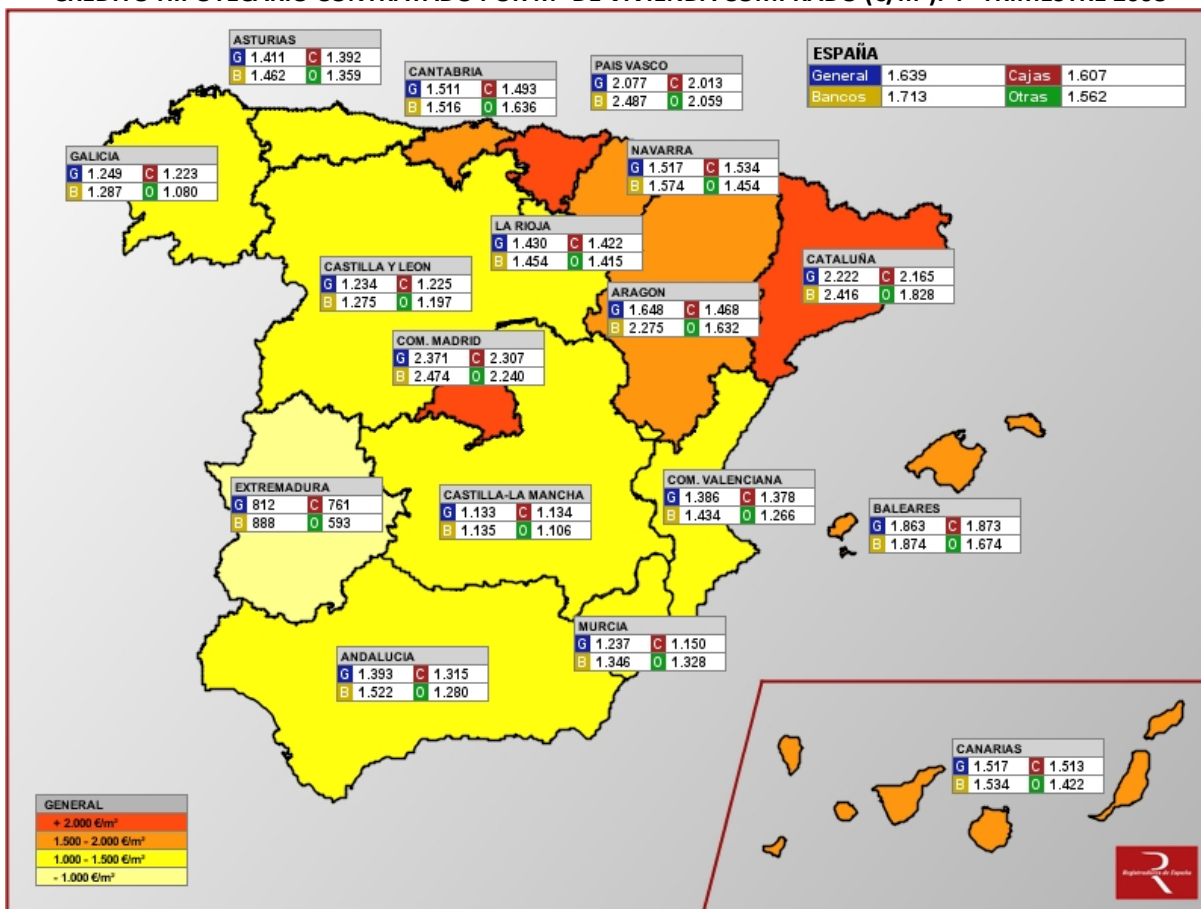 ASTURIAS
G 1.411 C 1.392
B 1.462 O 1.359
CANTABRIA
G 1.511 C 1.493
B 1.516 O 1.636
PAIS VASCO
G 2.077 C 2.013
B 2.487 O 2.059
ESPAÑA
General 1.639 Cajas 1.607
Bancos 1.713 Otras 1.562
GALICIA
G 1.249 C 1.223
B 1.287 O 1.080
NAVARRA
G 1.517 C 1.534
B 1.574 O 1.454
LA RIOJA
G 1.430 C 1.422
B 1.454 O 1.415
CASTILLA Y LEON
G 1.234 C 1.225
B 1.275 O 1.197
ARAGON
G 1.648 C 1.468
B 2.275 O 1.632
CATALUÑA
G 2.222 C 2.165
B 2.416 O 1.828
COM. MADRID
G 2.371 C 2.307
B 2.474 O 2.240
EXTREMADURA
G 812 C 761
B 888 O 593
CASTILLA-LA MANCHA
G 1.133 C 1.134
B 1.135 O 1.106
COM. VALENCIANA
G 1.386 C 1.378
B 1.434 O 1.266
BALEARES
G 1.863 C 1.873
B 1.874 O 1.674
MURCIA
G 1.237 C 1.150
B 1.346 O 1.328
ANDALUCIA
G 1.393 C 1.315
B 1.522 O 1.280
CANARIAS
G 1.517 C 1.513
B 1.534 O 1.422
GENERAL
+ 2.000 €/m²
1.500 - 2.000 €/m²
1.000 - 1.500 €/m²
- 1.000 €/m²
R
Registradores de España